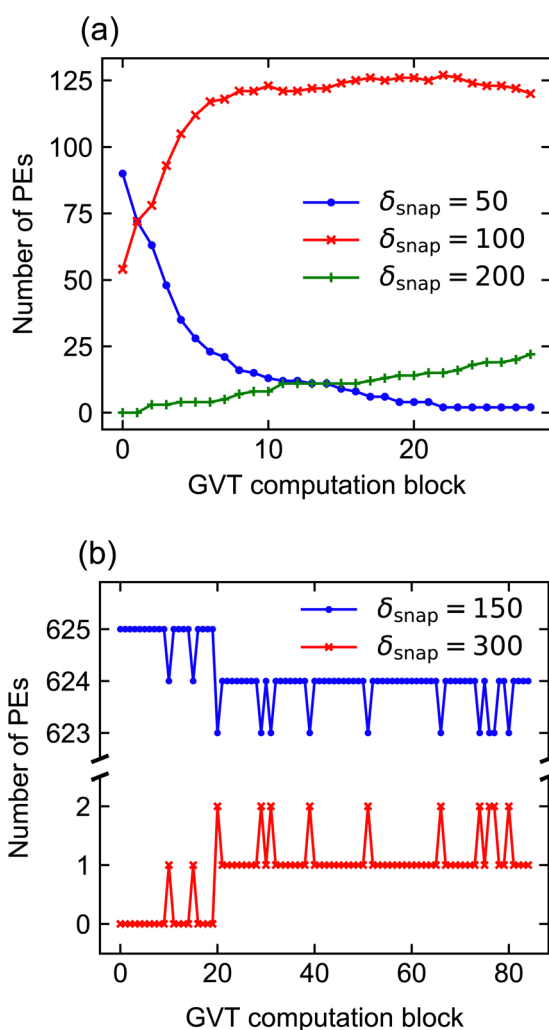 (a)
Number of PEs
125
100
75
50
25
0
δsnap = 50
δsnap = 100
δsnap = 200
0 10 20
GVT computation block
(b)
Number of PEs
625
624
623
2
1
0
δsnap = 150
δsnap = 300
0 20 40 60 80
GVT computation block